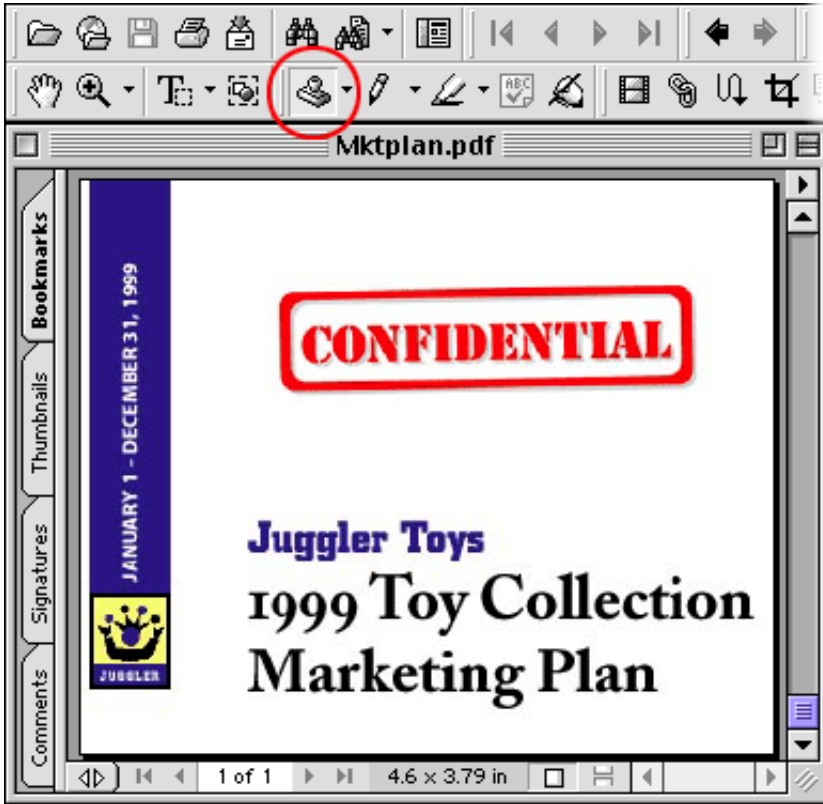 ABC
Mktplan.pdf
Bookmarks
Thumbnails
Signatures
Comments
JANUARY 1 - DECEMBER 31, 1999
JUGGLER
CONFIDENTIAL
Juggler Toys
1999 Toy Collection
Marketing Plan
1 of 1
4.6 x 3.79 in